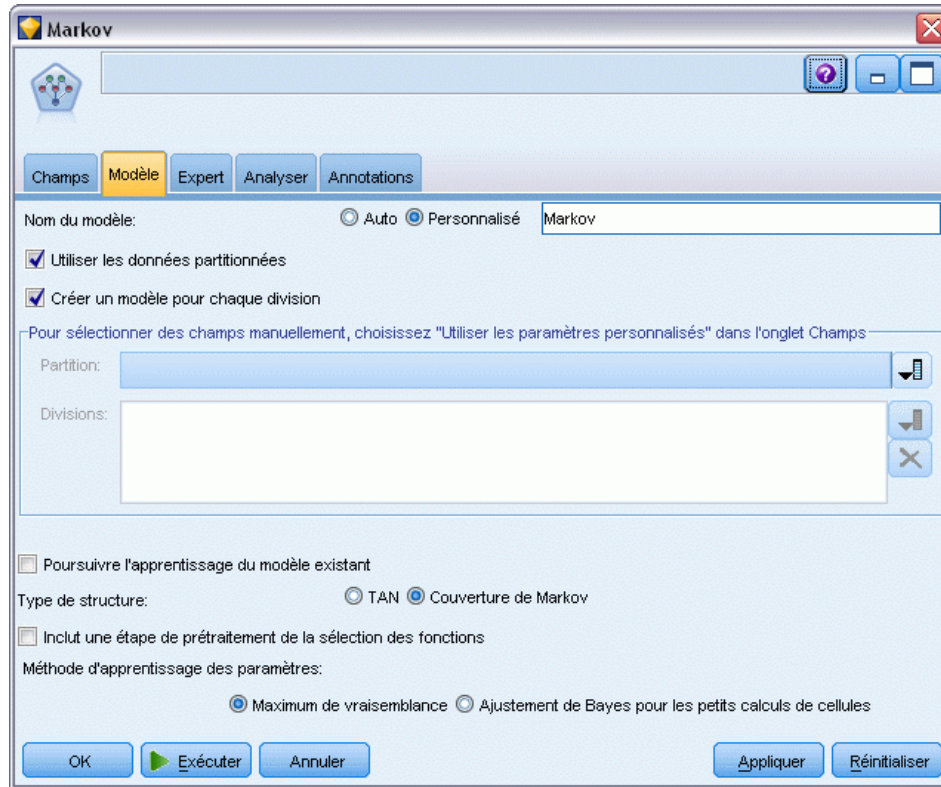 Markov
Champs Modèle Expert Analyser Annotations
Nom du modèle: Auto Personnalisé Markov
Utiliser les données partitionnées
Créer un modèle pour chaque division
Pour sélectionner des champs manuellement, choisissez "Utiliser les paramètres personnalisés" dans l'onglet Champs
Partition:
Divisions:
Poursuivre l'apprentissage du modèle existant
Type de structure: TAN Couverture de Markov
Inclut une étape de prétraitement de la sélection des fonctions
Méthode d'apprentissage des paramètres:
Maximum de vraisemblance Ajustement de Bayes pour les petits calculs de cellules
OK Exécuter Annuler Appliquer Réinitialiser